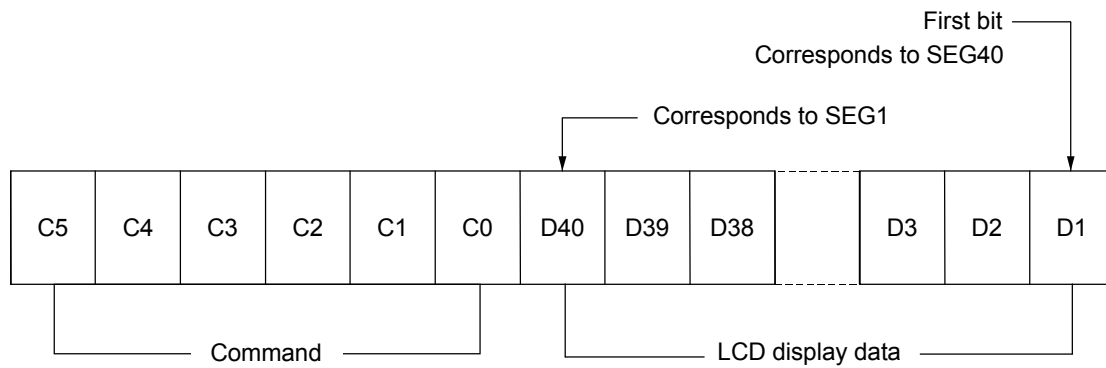 First bit
Corresponds to SEG40
Corresponds to SEG1
C5 C4 C3 C2 C1 C0 D40 D39 D38 D3 D2 D1
Command
LCD display data